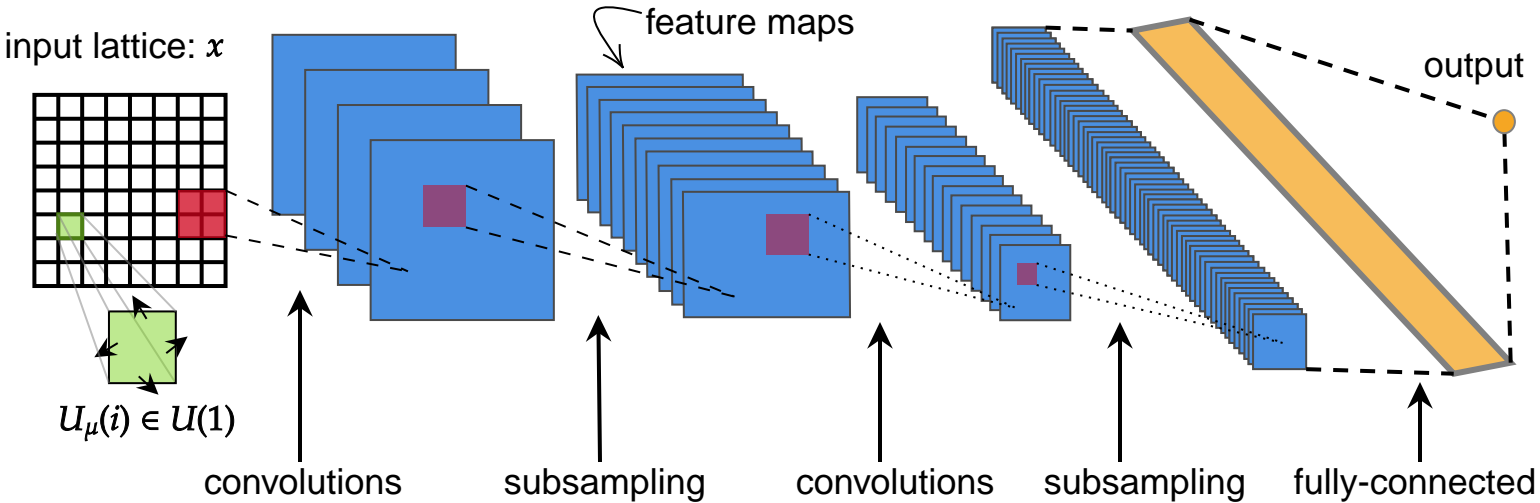 feature maps
input lattice: x
output
U_μ(i) ∈ U(1)
convolutions
subsampling
convolutions
subsampling
fully-connected